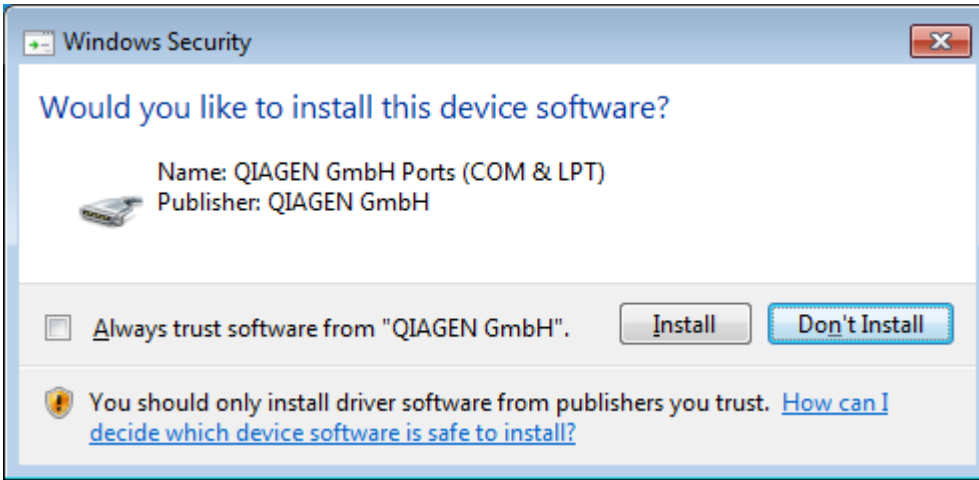 Windows Security
Would you like to install this device software?
Name: QIAGEN GmbH Ports (COM & LPT)
Publisher: QIAGEN GmbH
Always trust software from "QIAGEN GmbH".
Install
Don't Install
You should only install driver software from publishers you trust. How can I
decide which device software is safe to install?